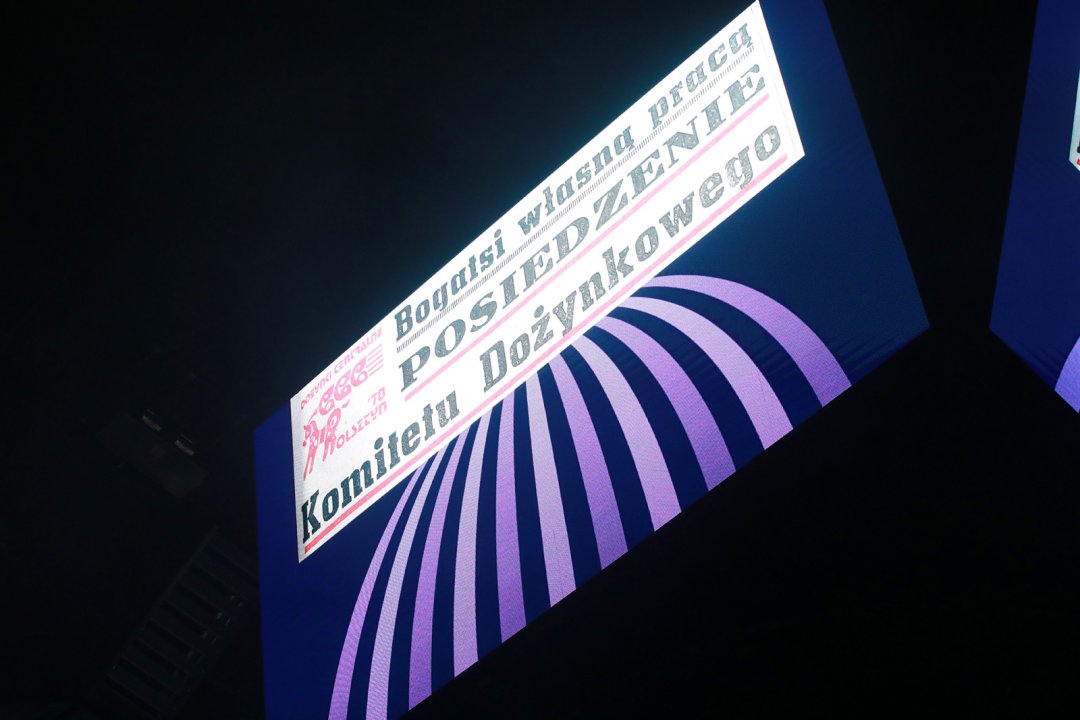 Bogatsi własną pracą
POSIEDZENIE
Komitetu Dożynkowego
DOŻYNKI CENTRALNE
'78
OLSZTYN